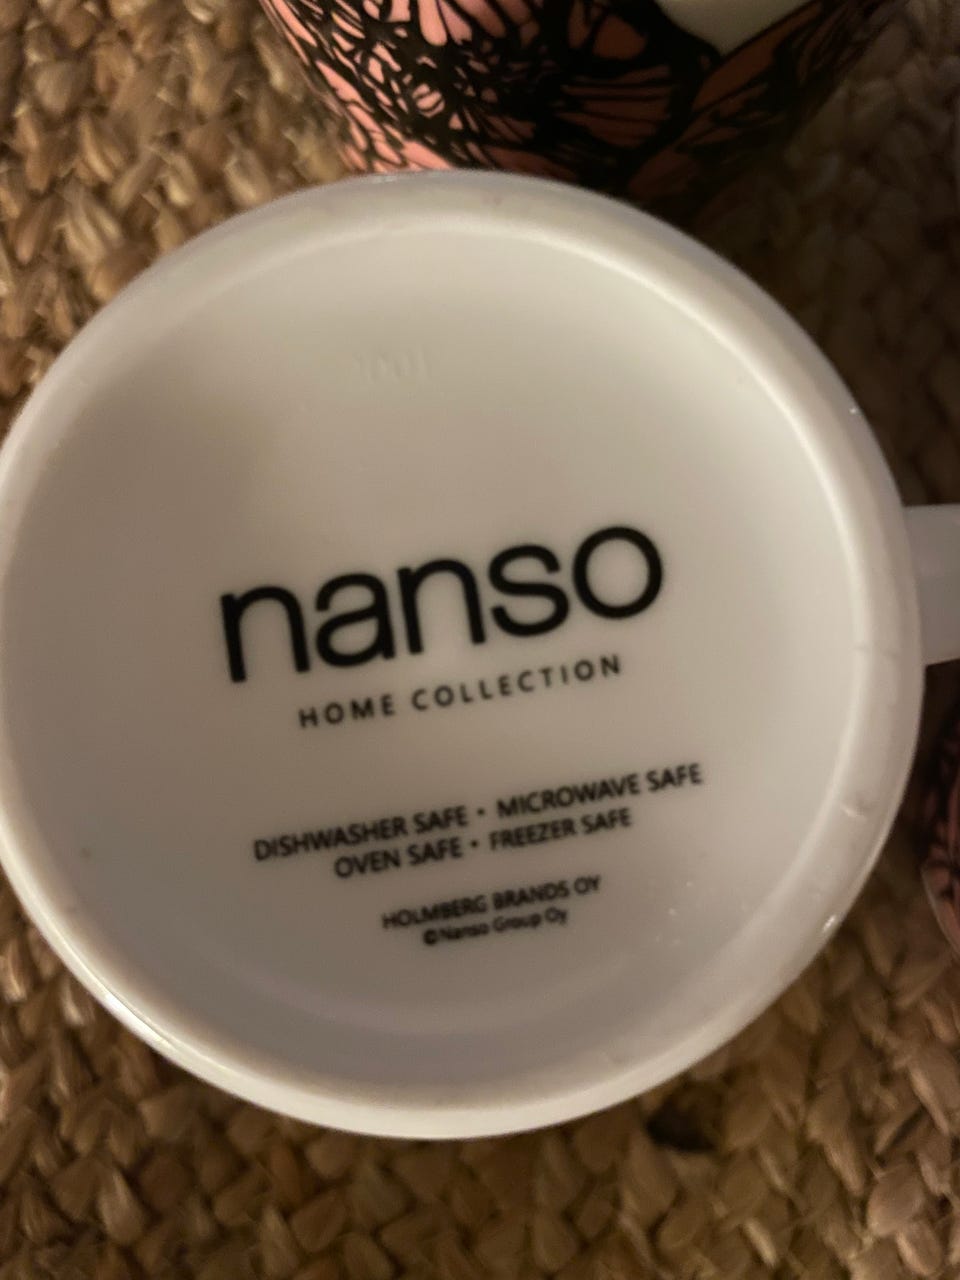 nanso
HOME COLLECTION
DISHWASHER SAFE • MICROWAVE SAFE
OVEN SAFE • FREEZER SAFE
HOLMBERG BRANDS OY
©Nanso Group Oy